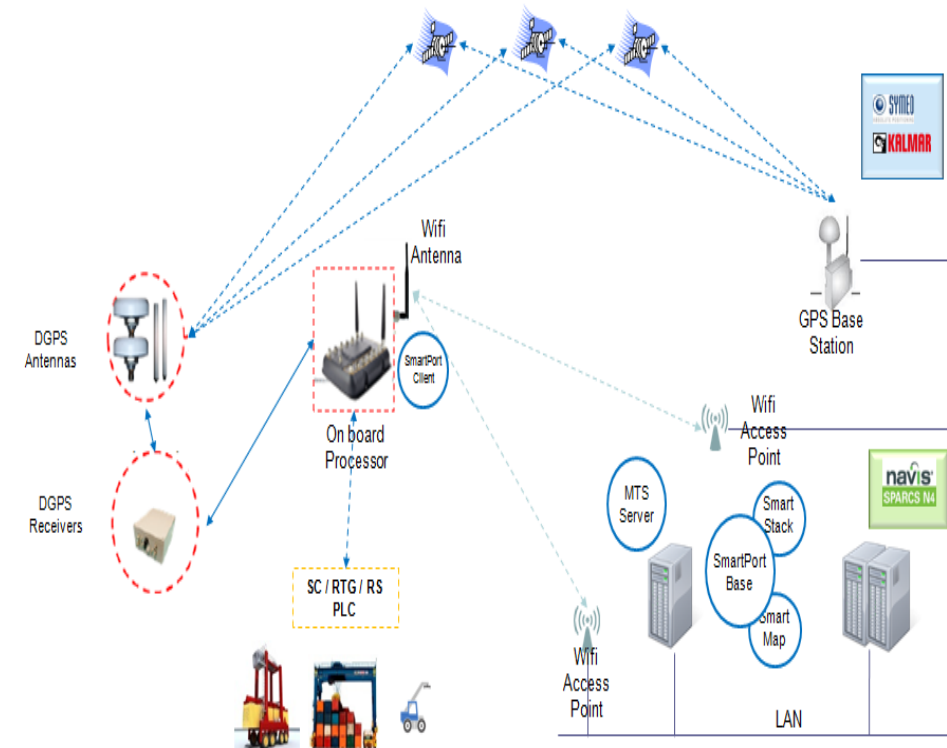 SYMEO
ABSOLUTE POSITIONING
KALMAR
Wifi
Antenna
GPS Base
Station
DGPS
Antennas
SmartPort
Client
On board
Processor
Wifi
Access
Point
DGPS
Receivers
navis
SPARCS N4
MTS
Server
Smart
Stack
SmartPort
Base
Smart
Map
SC / RTG / RS
PLC
Wifi
Access
Point
LAN